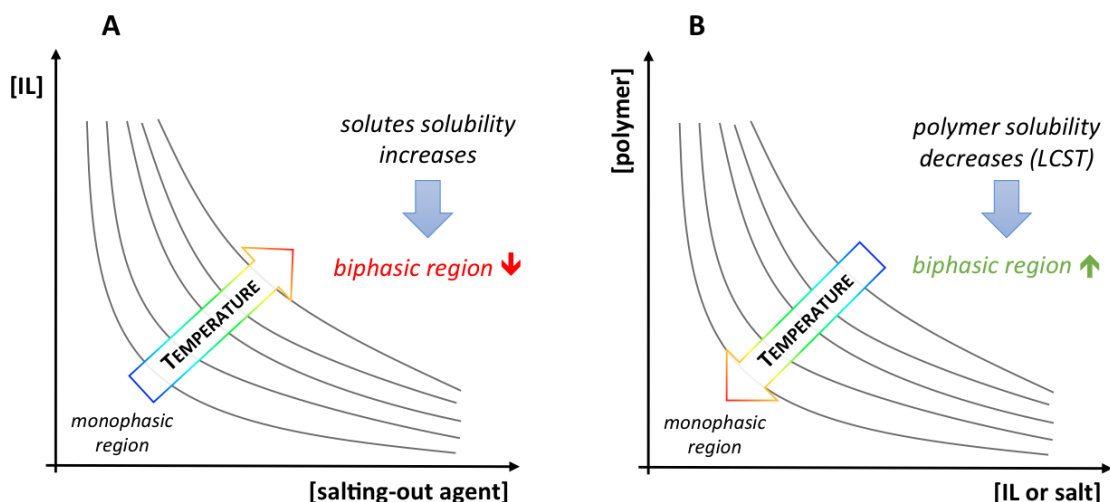 A
[IL]
solutes solubility
increases
biphasic region
TEMPERATURE
monophasic
region
[salting-out agent]
B
[polymer]
polymer solubility
decreases (LCST)
biphasic region
TEMPERATURE
monophasic
region
[IL or salt]